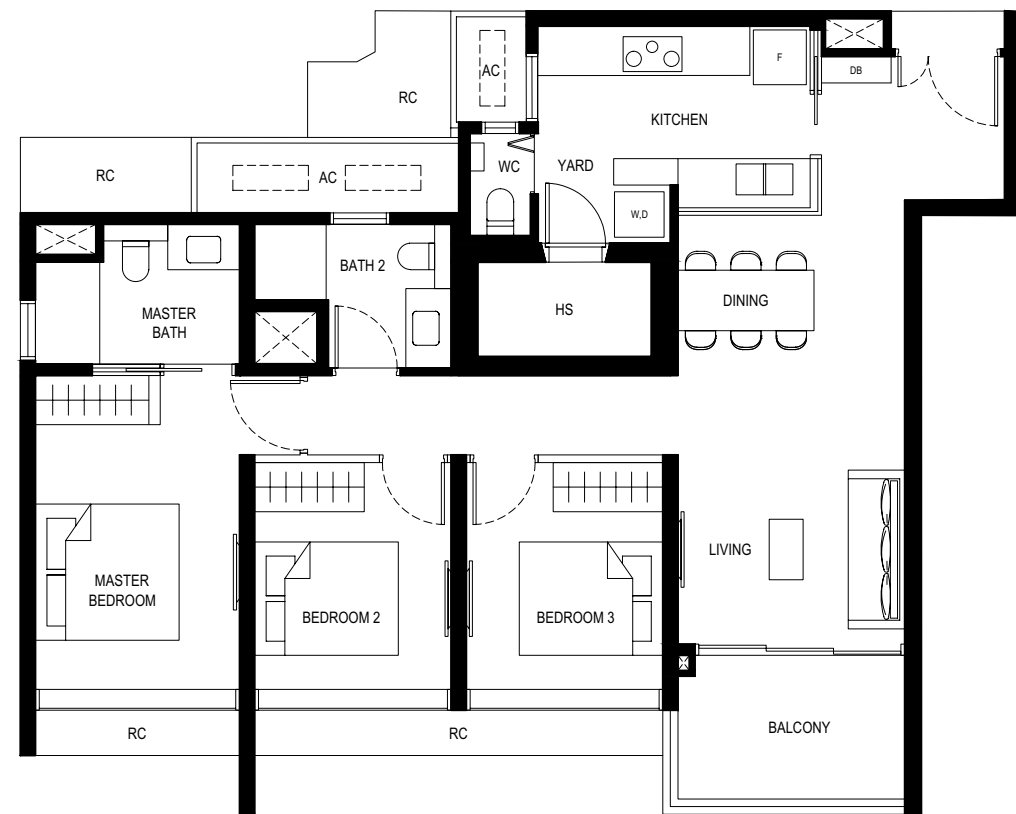 AC
F
DB
RC
KITCHEN
WC
YARD
RC
AC
W,D
BATH 2
DINING
MASTER
BATH
HS
LIVING
MASTER
BEDROOM
BEDROOM 2
BEDROOM 3
BALCONY
RC
RC